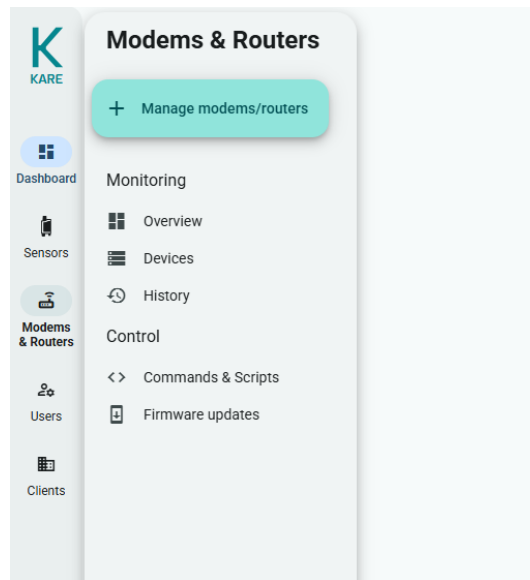 KARE
Dashboard
Sensors
Modems
& Routers
Users
Clients
Modems & Routers
Manage modems/routers
Monitoring
Overview
Devices
History
Control
Commands & Scripts
Firmware updates